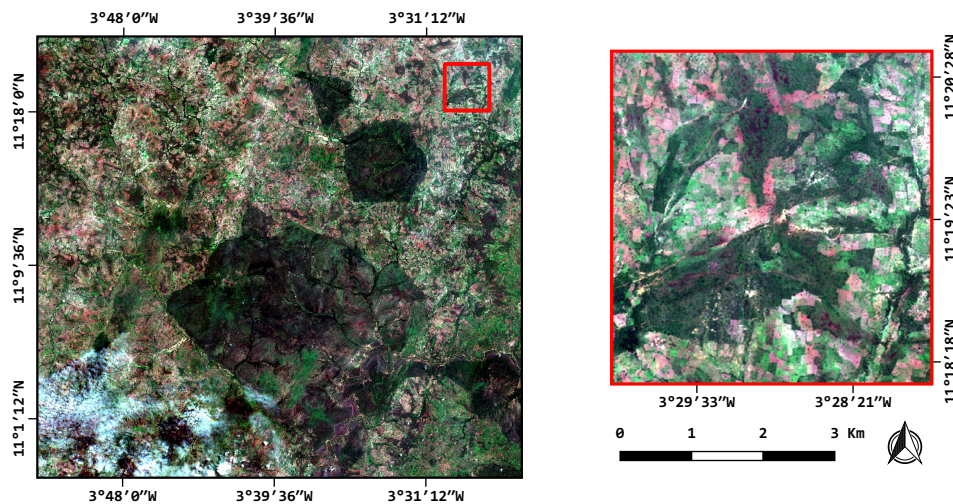 3°48’0”W 3°39’36”W 3°31’12”W
11°18’0”N
11°9’36”N
11°1’12”N
3°48’0”W 3°39’36”W 3°31’12”W
11°20’28”N
11°19’23”N
11°18’18”N
3°29’33”W 3°28’21”W
0 1 2 3 Km